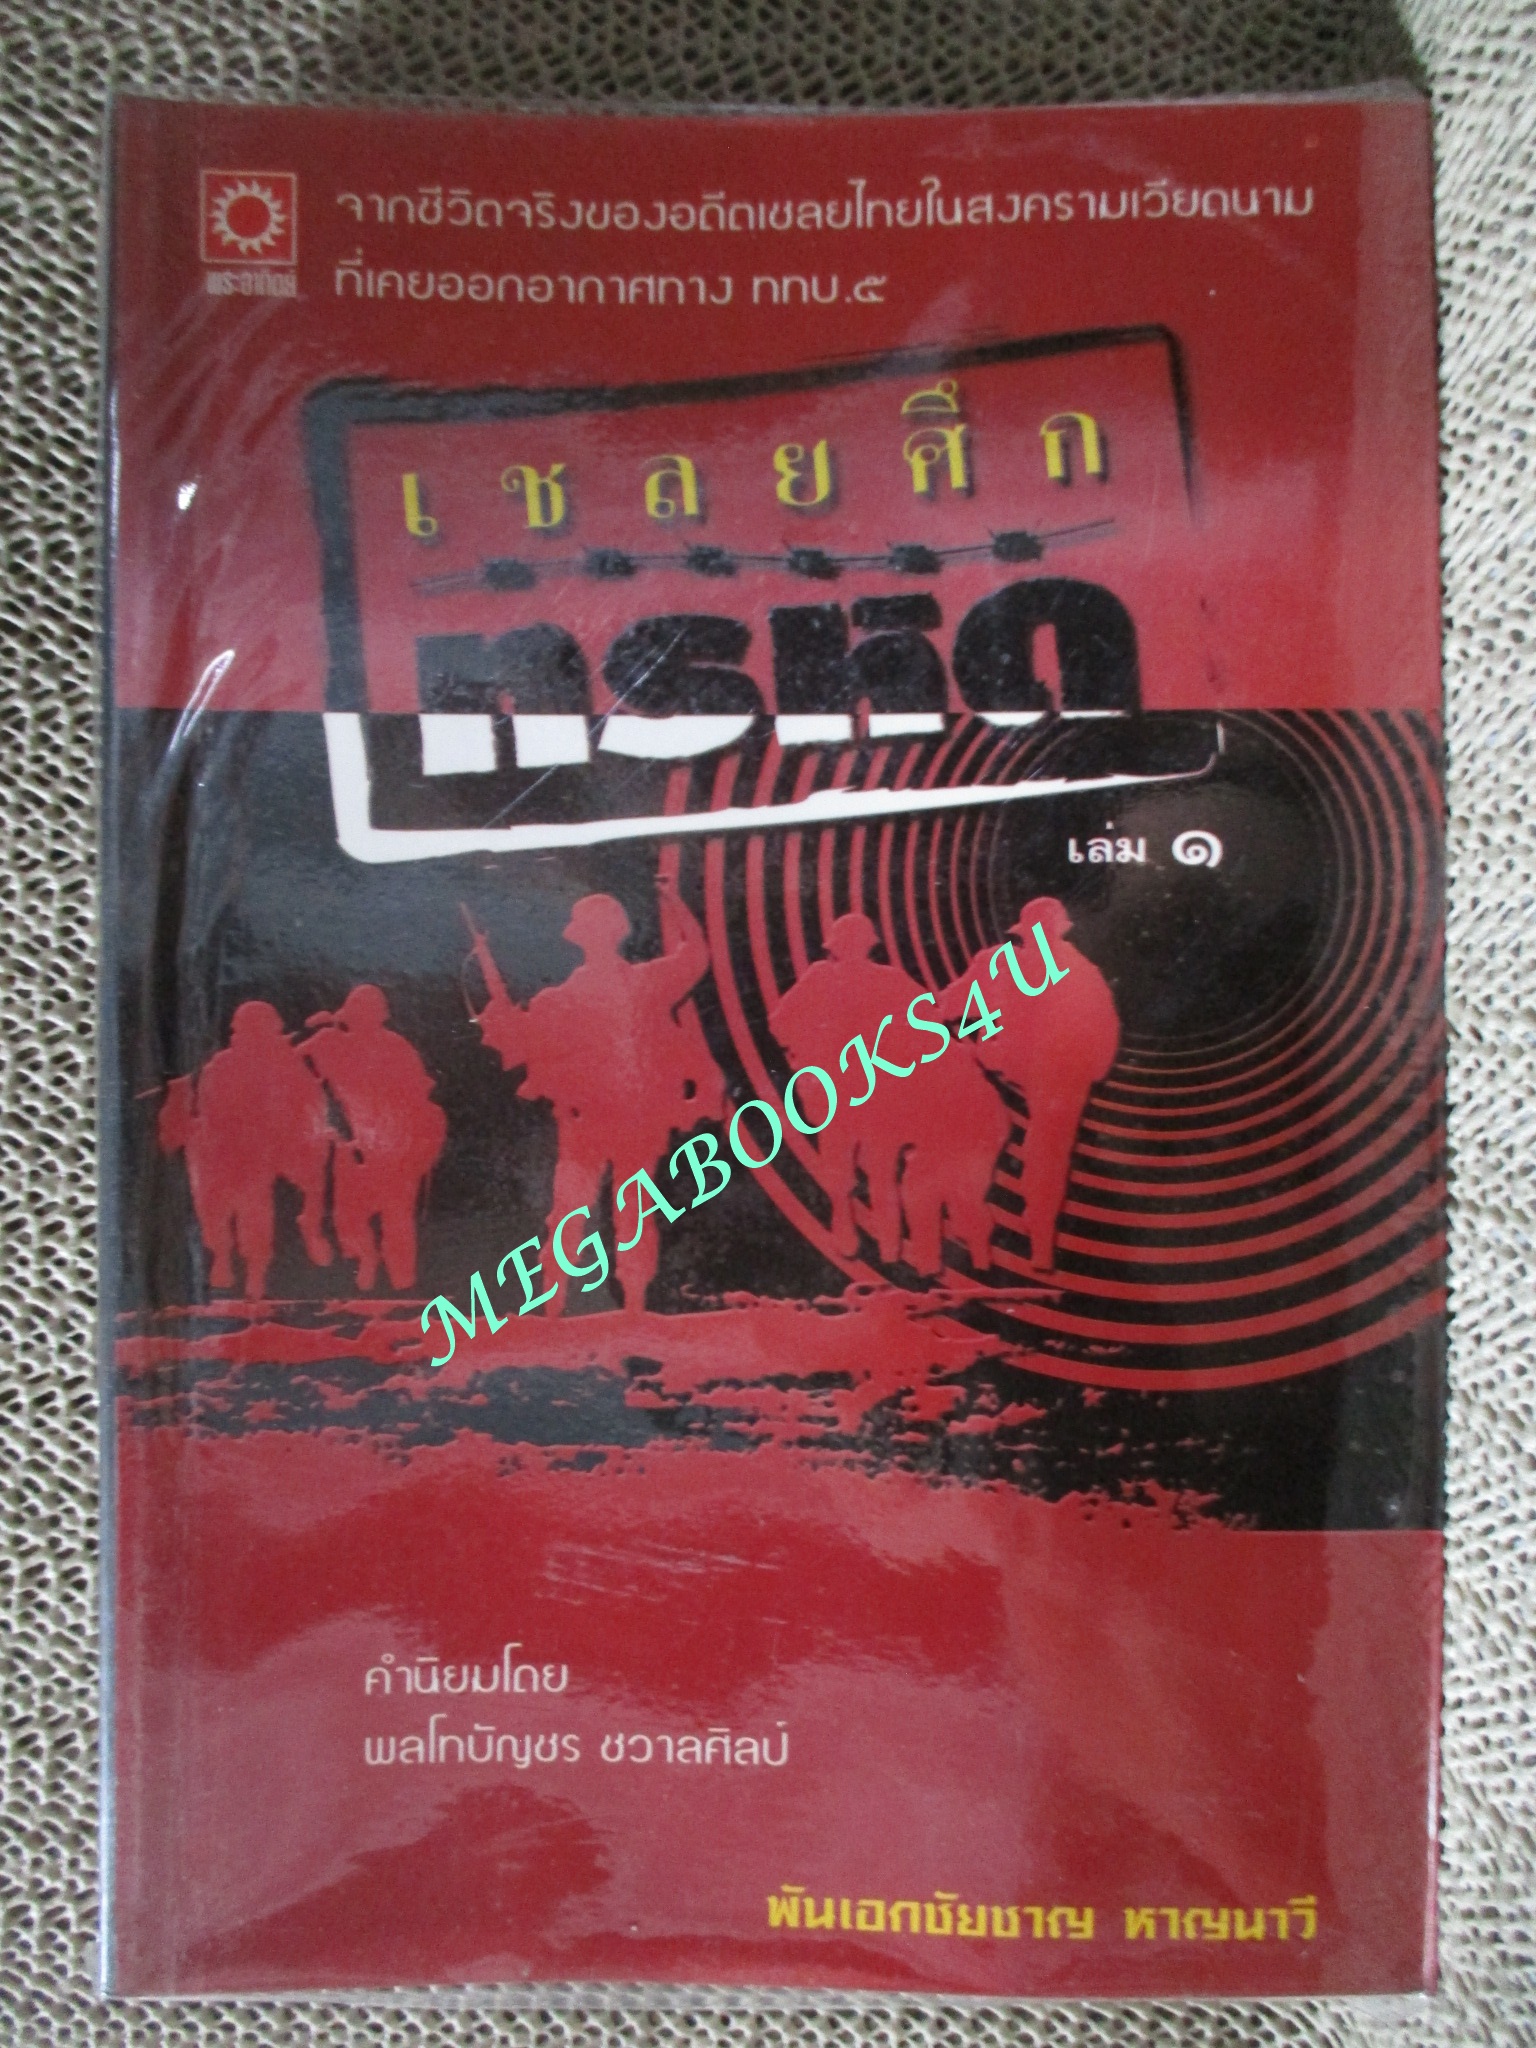 จากชีวิตจริงของอดีตเชลยไทยในสงครามเวียดนาม
ที่เคยออกอากาศทาง ททบ.๕
พระอาทิตย์
เชลยศึก
ทรหด
เล่ม ๑
MEGABOOKS4U
คำนิยมโดย
พลโทบัญชร ชวาลศิลป์
พันเอกชัยชาญ หาญนาวี